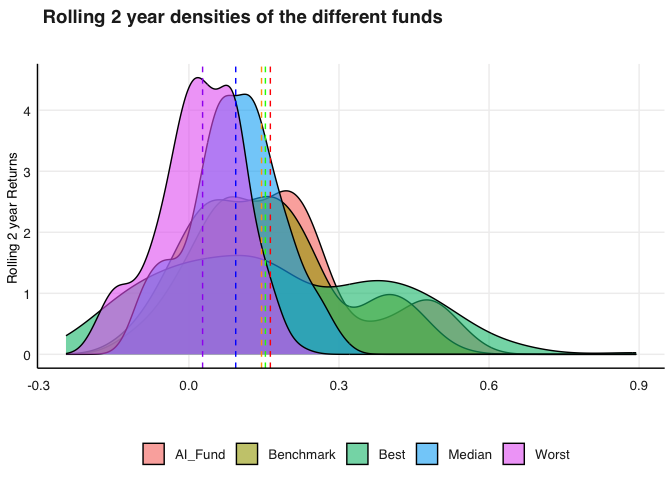 Rolling 2 year densities of the different funds
Rolling 2 year Returns
4
3
2
1
0
-0.3 0.0 0.3 0.6 0.9
AI_Fund Benchmark Best Median Worst